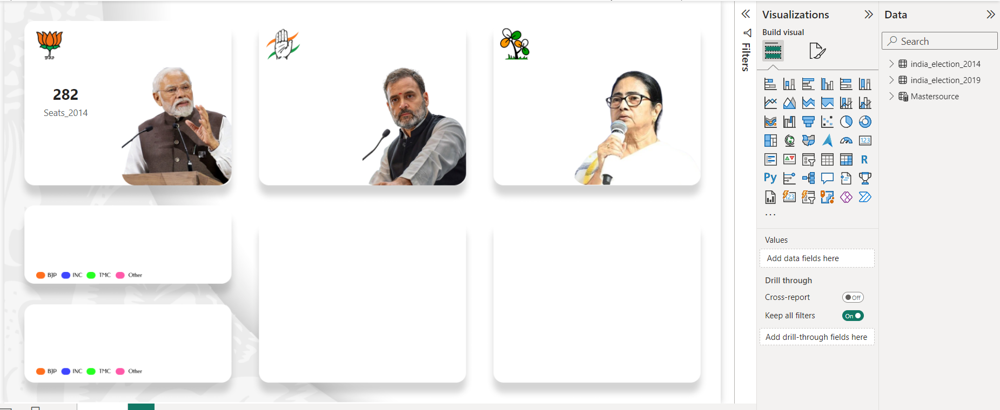 282
Seats_2014
BJP INC TMC Other
BJP INC TMC Other
Filters
Visualizations
Build visual
123
R
Py
123
...
Values
Add data fields here
Drill through
Cross-report
Off
Keep all filters
On
Add drill-through fields here
Data
Search
india_election_2014
india_election_2019
Mastersource